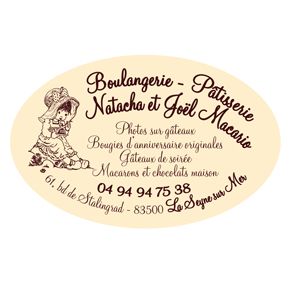 Boulangerie - Pâtisserie
Natacha et Joël Macario
Photos sur gâteaux
Bougies d'anniversaire originales
Gâteaux de soirée
Macarons et chocolats maison
04 94 94 75 38
61, bd de Stalingrad - 83500 La Seyne sur Mer